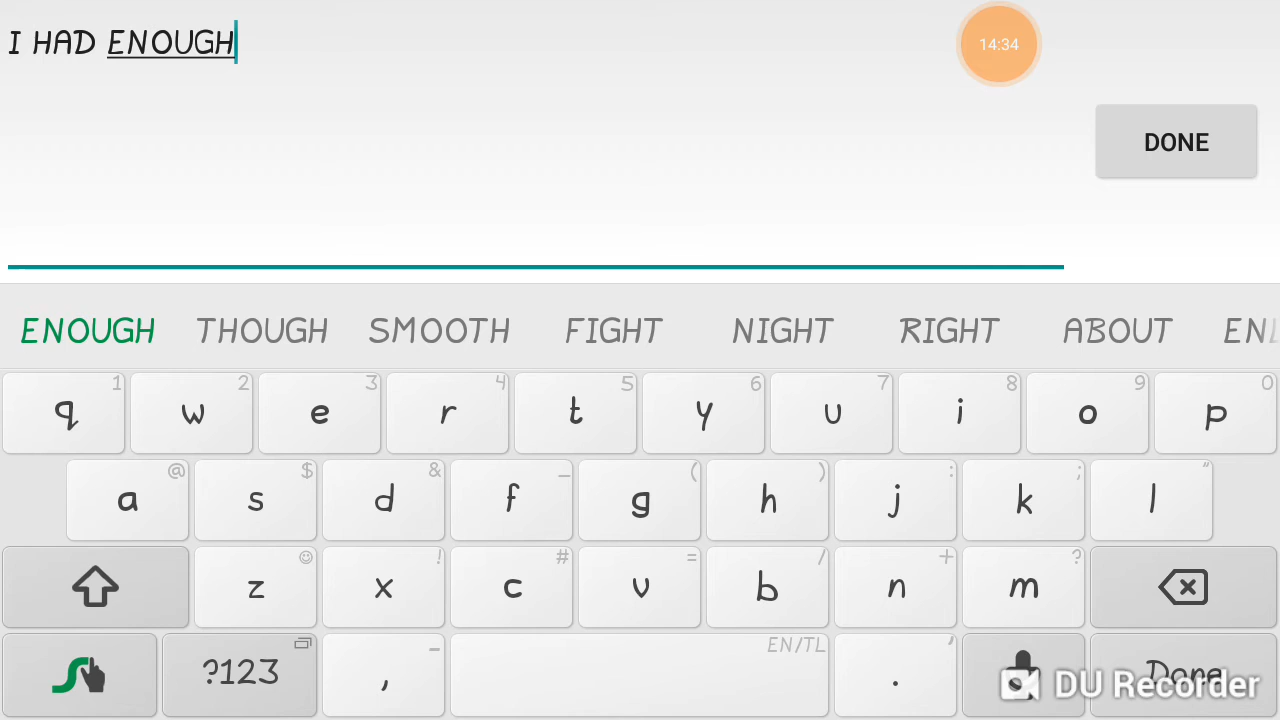 I HAD ENOUGH
14:34
DONE
ENOUGH THOUGH SMOOTH FIGHT NIGHT RIGHT ABOUT
1 2 3 4 5 6 7 8 9 0
q w e r t y u i o p
@ $ & _ ( ) : ; "
a s d f g h j k l
! # = / + ?
z x c v b n m
EN/TL
?123 , - . ' Done
DU Recorder